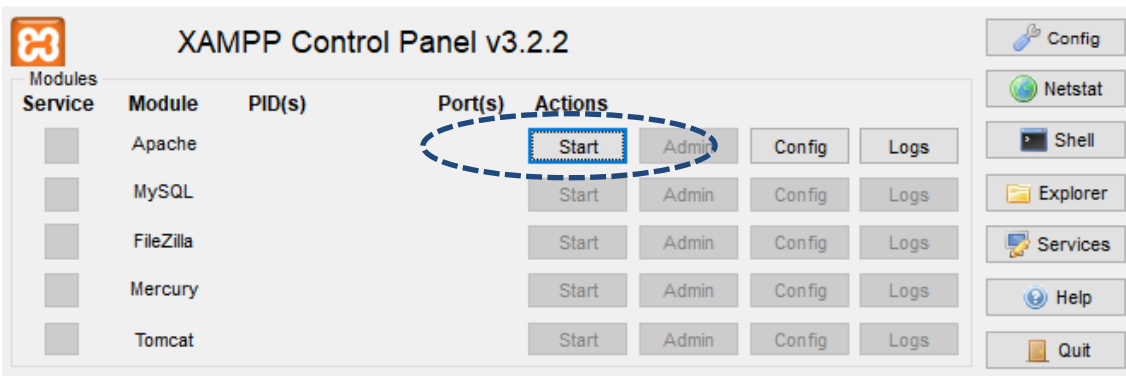 XAMPP Control Panel v3.2.2
Modules
Service Module PID(s) Port(s) Actions
Apache Start Admin Config Logs
MySQL Start Admin Config Logs
FileZilla Start Admin Config Logs
Mercury Start Admin Config Logs
Tomcat Start Admin Config Logs
Config
Netstat
Shell
Explorer
Services
Help
Quit